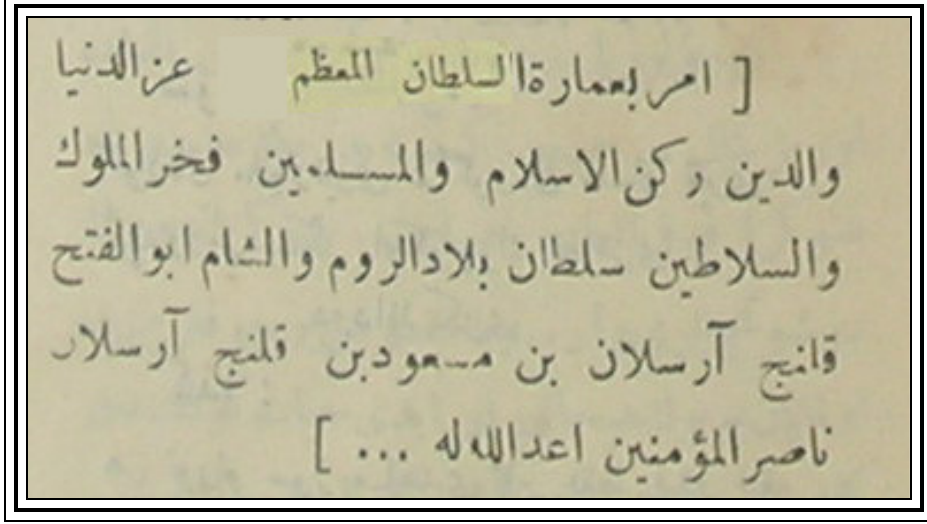 [ امر بعمارة السلطان المعظم عز الدنيا
والدين ركن الاسلام والمسلمين فخر الملوك
والسلاطين سلطان بلاد الروم والشام ابو الفتح
قلنج آرسلان بن مسعود بن قلنج آرسلان
ناصر المؤمنين اعد الله له ... ]